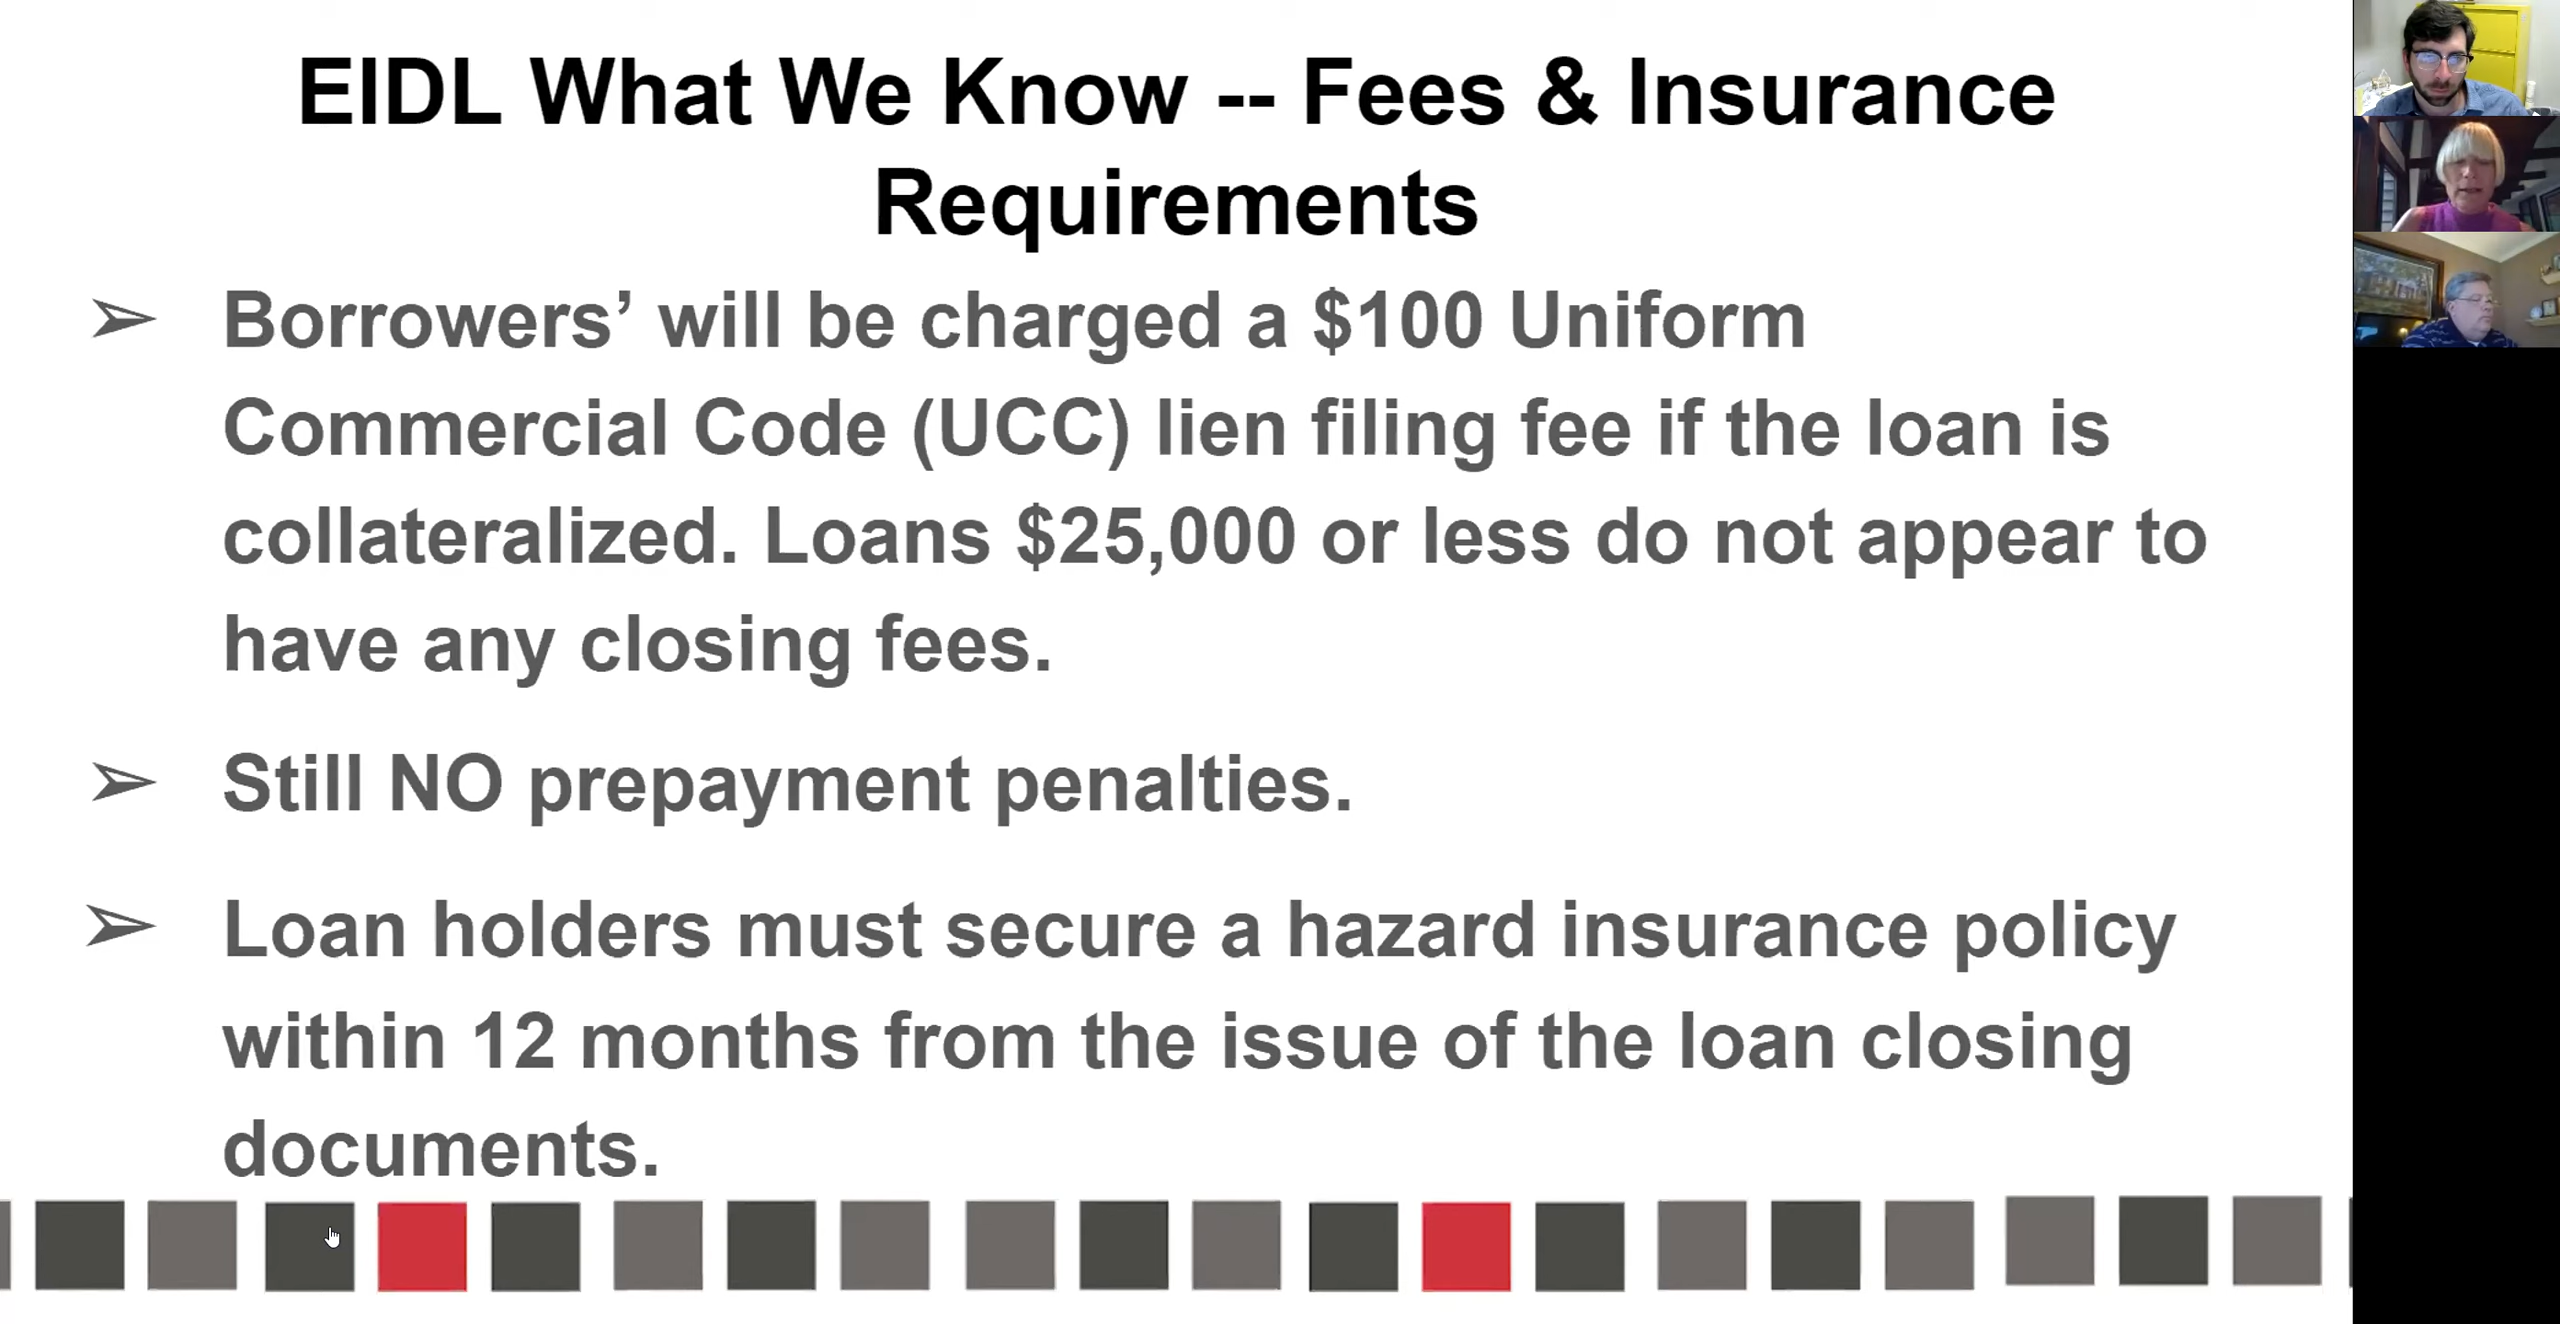 EIDL What We Know -- Fees & Insurance
Requirements
➢ Borrowers’ will be charged a $100 Uniform
Commercial Code (UCC) lien filing fee if the loan is
collateralized. Loans $25,000 or less do not appear to
have any closing fees.
➢ Still NO prepayment penalties.
➢ Loan holders must secure a hazard insurance policy
within 12 months from the issue of the loan closing
documents.